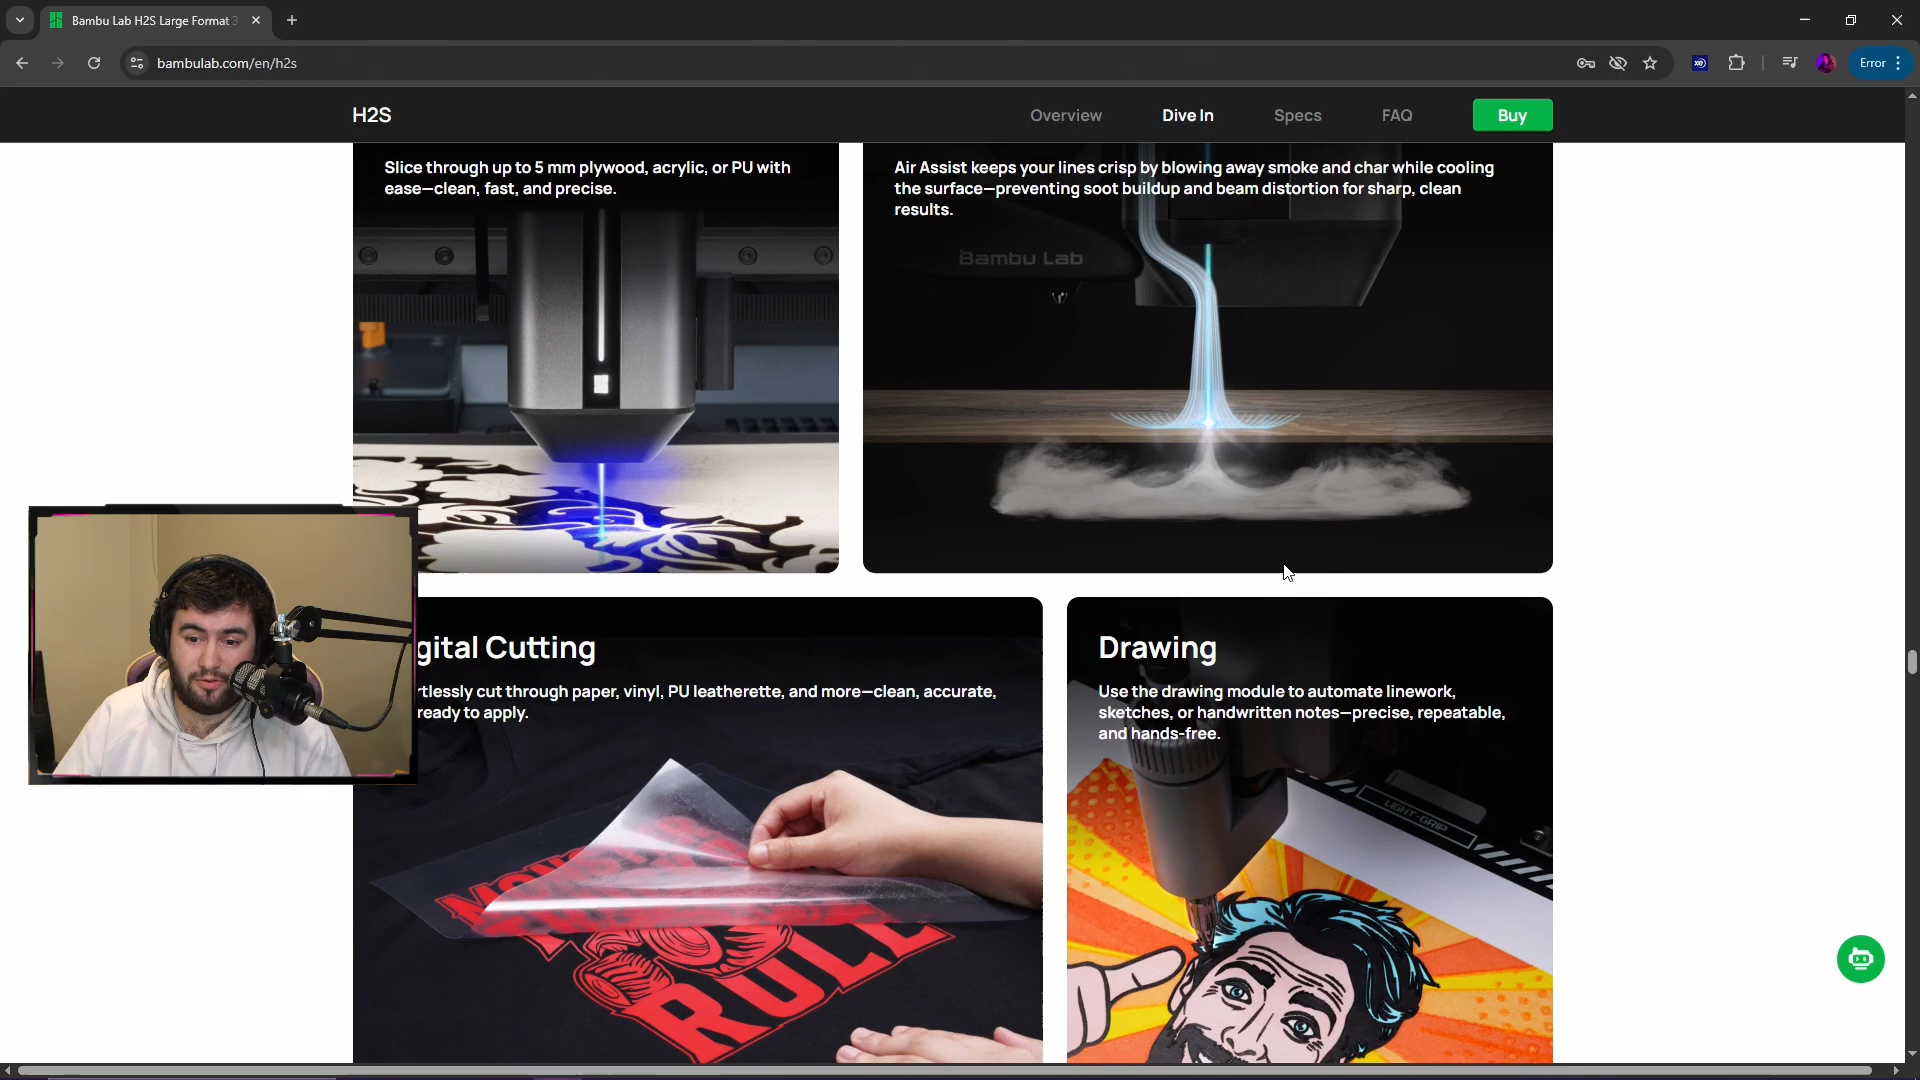 Bambu Lab H2S Large Format 3
bambulab.com/en/h2s
Error
H2S
Overview
Dive In
Specs
FAQ
Buy
Slice through up to 5 mm plywood, acrylic, or PU with
ease—clean, fast, and precise.
Air Assist keeps your lines crisp by blowing away smoke and char while cooling
the surface—preventing soot buildup and beam distortion for sharp, clean
results.
Bambu Lab
gital Cutting
rtlessly cut through paper, vinyl, PU leatherette, and more—clean, accurate,
ready to apply.
RULE
Drawing
Use the drawing module to automate linework,
sketches, or handwritten notes—precise, repeatable,
and hands-free.
LIGHT-GRIP